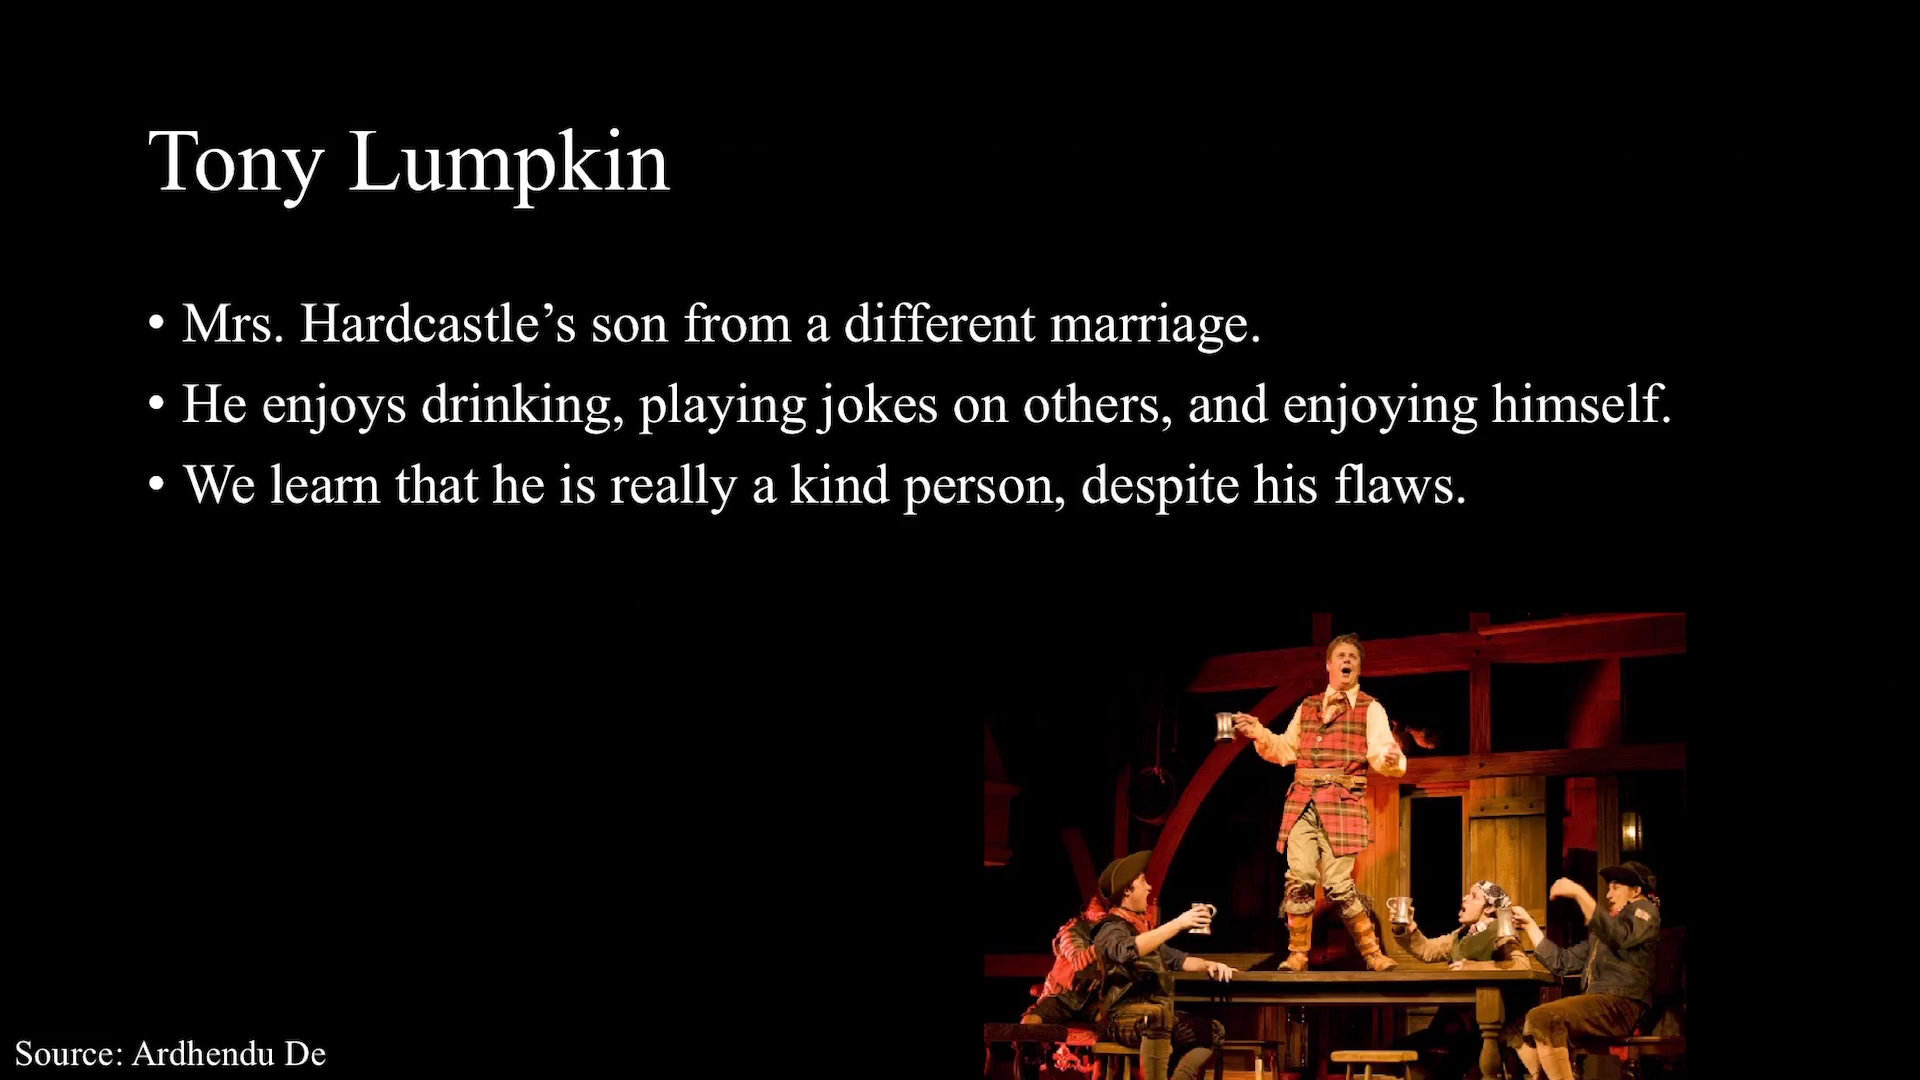 Tony Lumpkin
• Mrs. Hardcastle’s son from a different marriage.
• He enjoys drinking, playing jokes on others, and enjoying himself.
• We learn that he is really a kind person, despite his flaws.
Source: Ardhendu De